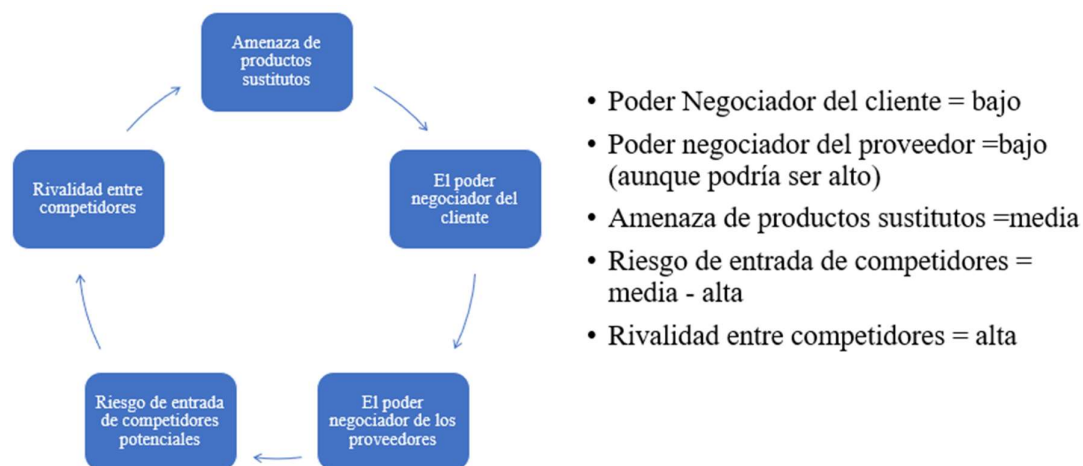 Amenaza de
productos
sustitutos
El poder
negociador del
cliente
El poder
negociador de los
proveedores
Riesgo de entrada
de competidores
potenciales
Rivalidad entre
competidores
• Poder Negociador del cliente = bajo
• Poder negociador del proveedor =bajo
(aunque podría ser alto)
• Amenaza de productos sustitutos =media
• Riesgo de entrada de competidores =
media - alta
• Rivalidad entre competidores = alta